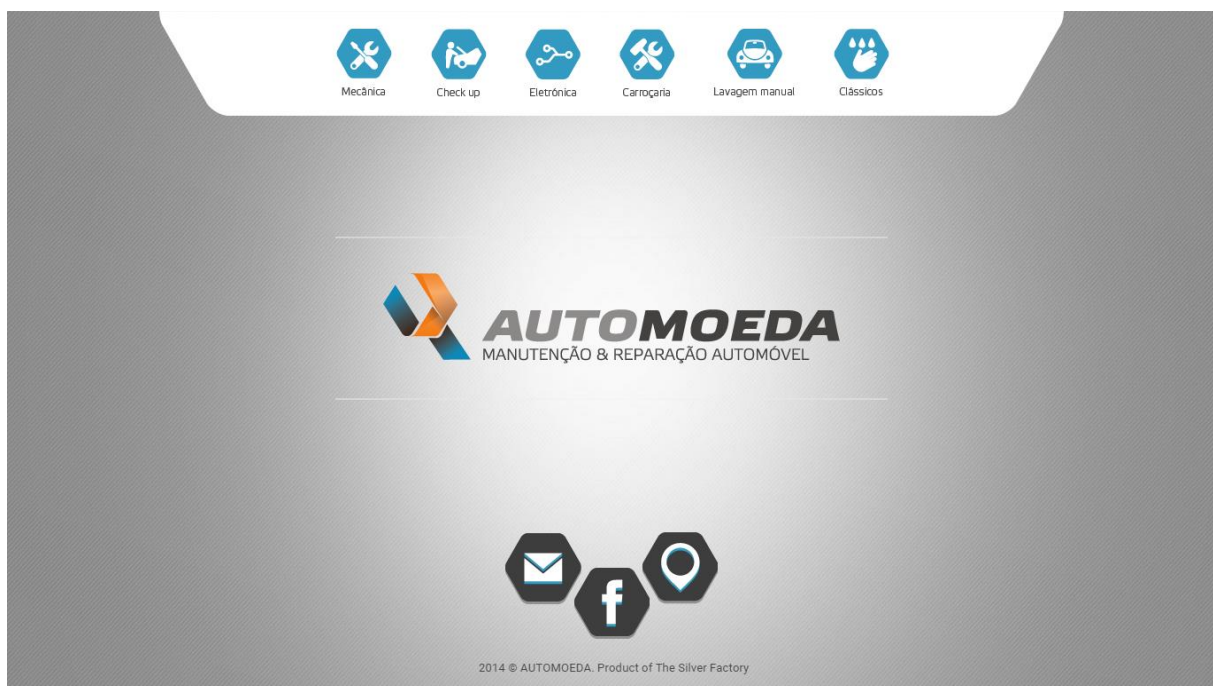 Mecânica
Check up
Eletrónica
Carroçaria
Lavagem manual
Clássicos
AUTOMOEDA
MANUTENÇÃO & REPARAÇÃO AUTOMÓVEL
2014 © AUTOMOEDA. Product of The Silver Factory